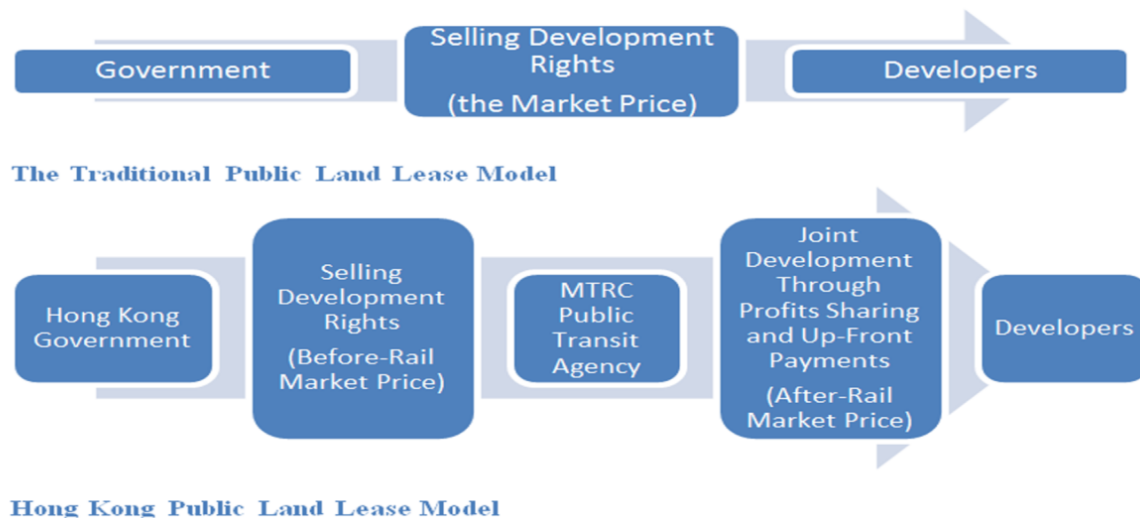 Government
Selling Development
Rights
(the Market Price)
Developers
The Traditional Public Land Lease Model
Hong Kong
Government
Selling
Development
Rights
(Before-Rail
Market Price)
MTRC
Public
Transit
Agency
Joint
Development
Through
Profits Sharing
and Up-Front
Payments
(After-Rail
Market Price)
Developers
Hong Kong Public Land Lease Model